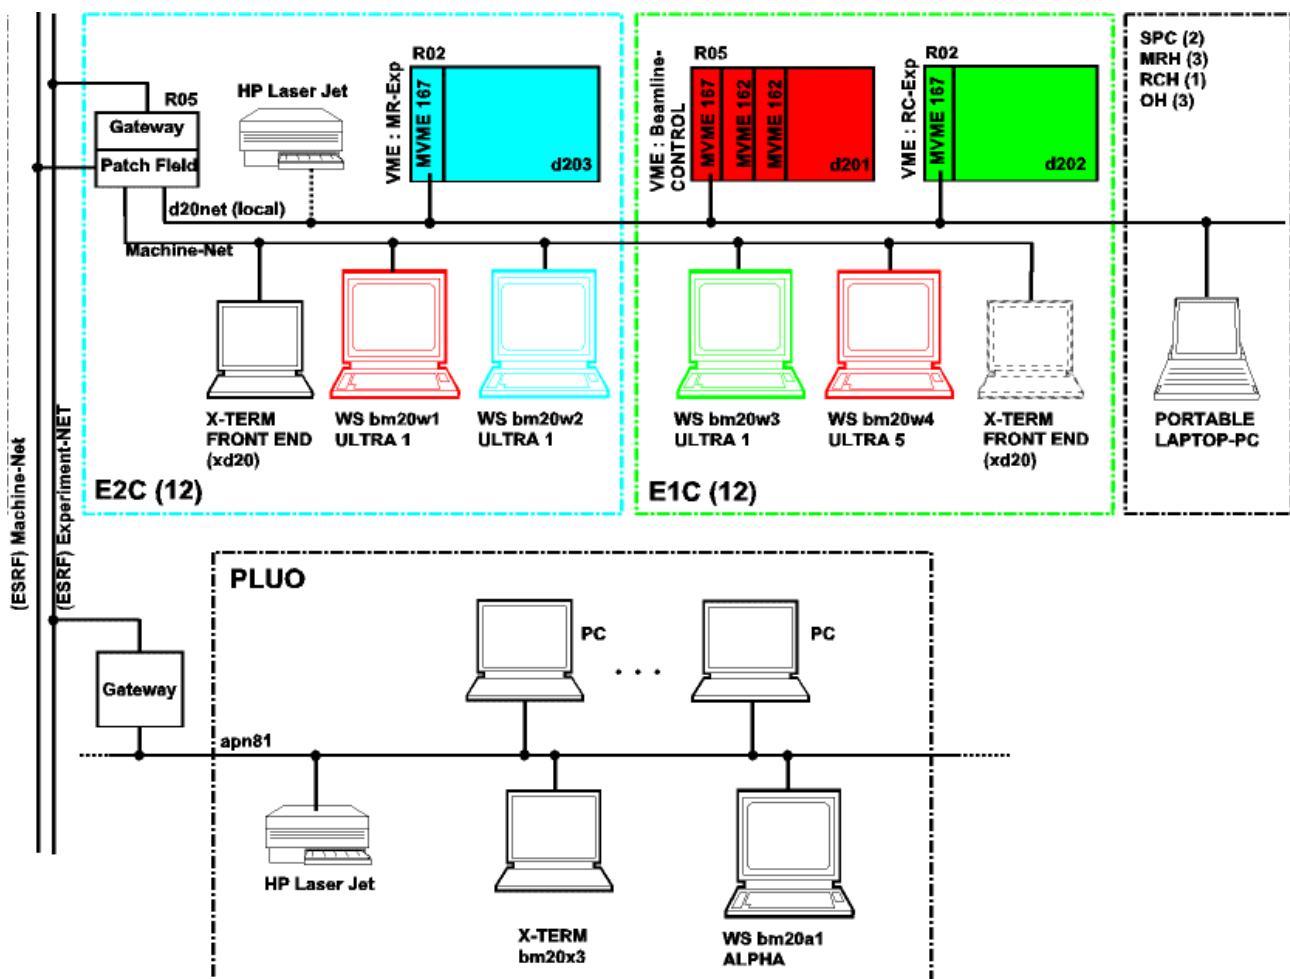 R05
Gateway
Patch Field
HP Laser Jet
VME : MR-Exp
R02
MVME 167
d203
VME : Beamline-
CONTROL
R05
MVME 167
MVME 162
MVME 162
d201
VME : RC-Exp
R02
MVME 167
d202
SPC (2)
MRH (3)
RCH (1)
OH (3)
d20net (local)
Machine-Net
X-TERM
FRONT END
(xd20)
WS bm20w1
ULTRA 1
WS bm20w2
ULTRA 1
WS bm20w3
ULTRA 1
WS bm20w4
ULTRA 5
X-TERM
FRONT END
(xd20)
PORTABLE
LAPTOP-PC
E2C (12)
E1C (12)
(ESRF) Machine-Net
(ESRF) Experiment-NET
PLUO
PC
. . .
PC
Gateway
apn81
HP Laser Jet
X-TERM
bm20x3
WS bm20a1
ALPHA